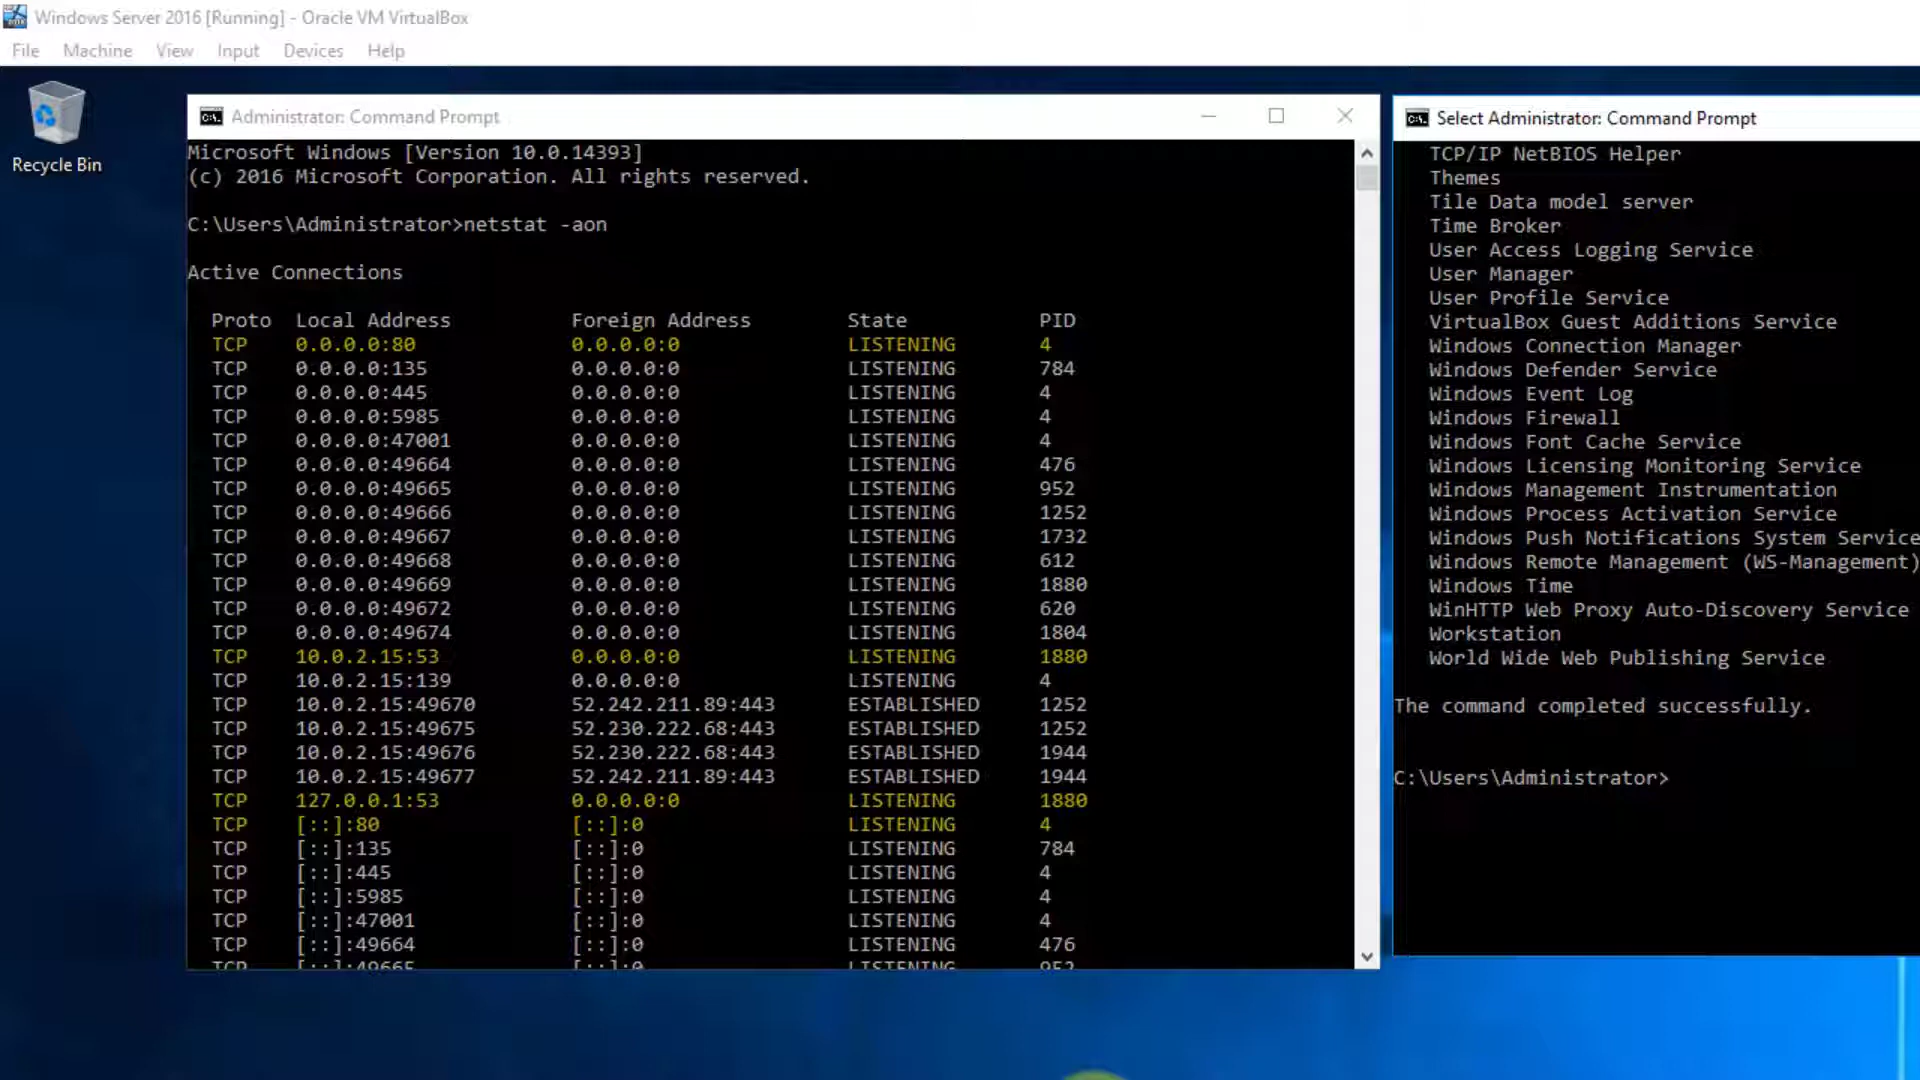 Windows Server 2016 [Running] - Oracle VM VirtualBox
File Machine View Input Devices Help
Recycle Bin
Administrator: Command Prompt
Microsoft Windows [Version 10.0.14393]
(c) 2016 Microsoft Corporation. All rights reserved.
C:\Users\Administrator>netstat -aon
Active Connections
Proto Local Address Foreign Address State PID
TCP 0.0.0.0:80 0.0.0.0:0 LISTENING 4
TCP 0.0.0.0:135 0.0.0.0:0 LISTENING 784
TCP 0.0.0.0:445 0.0.0.0:0 LISTENING 4
TCP 0.0.0.0:5985 0.0.0.0:0 LISTENING 4
TCP 0.0.0.0:47001 0.0.0.0:0 LISTENING 4
TCP 0.0.0.0:49664 0.0.0.0:0 LISTENING 476
TCP 0.0.0.0:49665 0.0.0.0:0 LISTENING 952
TCP 0.0.0.0:49666 0.0.0.0:0 LISTENING 1252
TCP 0.0.0.0:49667 0.0.0.0:0 LISTENING 1732
TCP 0.0.0.0:49668 0.0.0.0:0 LISTENING 612
TCP 0.0.0.0:49669 0.0.0.0:0 LISTENING 1880
TCP 0.0.0.0:49672 0.0.0.0:0 LISTENING 620
TCP 0.0.0.0:49674 0.0.0.0:0 LISTENING 1804
TCP 10.0.2.15:53 0.0.0.0:0 LISTENING 1880
TCP 10.0.2.15:139 0.0.0.0:0 LISTENING 4
TCP 10.0.2.15:49670 52.242.211.89:443 ESTABLISHED 1252
TCP 10.0.2.15:49675 52.230.222.68:443 ESTABLISHED 1252
TCP 10.0.2.15:49676 52.230.222.68:443 ESTABLISHED 1944
TCP 10.0.2.15:49677 52.242.211.89:443 ESTABLISHED 1944
TCP 127.0.0.1:53 0.0.0.0:0 LISTENING 1880
TCP [::]:80 [::]:0 LISTENING 4
TCP [::]:135 [::]:0 LISTENING 784
TCP [::]:445 [::]:0 LISTENING 4
TCP [::]:5985 [::]:0 LISTENING 4
TCP [::]:47001 [::]:0 LISTENING 4
TCP [::]:49664 [::]:0 LISTENING 476
TCP [::]:49665 [::]:0 LISTENING 952
Select Administrator: Command Prompt
TCP/IP NetBIOS Helper
Themes
Tile Data model server
Time Broker
User Access Logging Service
User Manager
User Profile Service
VirtualBox Guest Additions Service
Windows Connection Manager
Windows Defender Service
Windows Event Log
Windows Firewall
Windows Font Cache Service
Windows Licensing Monitoring Service
Windows Management Instrumentation
Windows Process Activation Service
Windows Push Notifications System Service
Windows Remote Management (WS-Management)
Windows Time
WinHTTP Web Proxy Auto-Discovery Service
Workstation
World Wide Web Publishing Service
The command completed successfully.
C:\Users\Administrator>